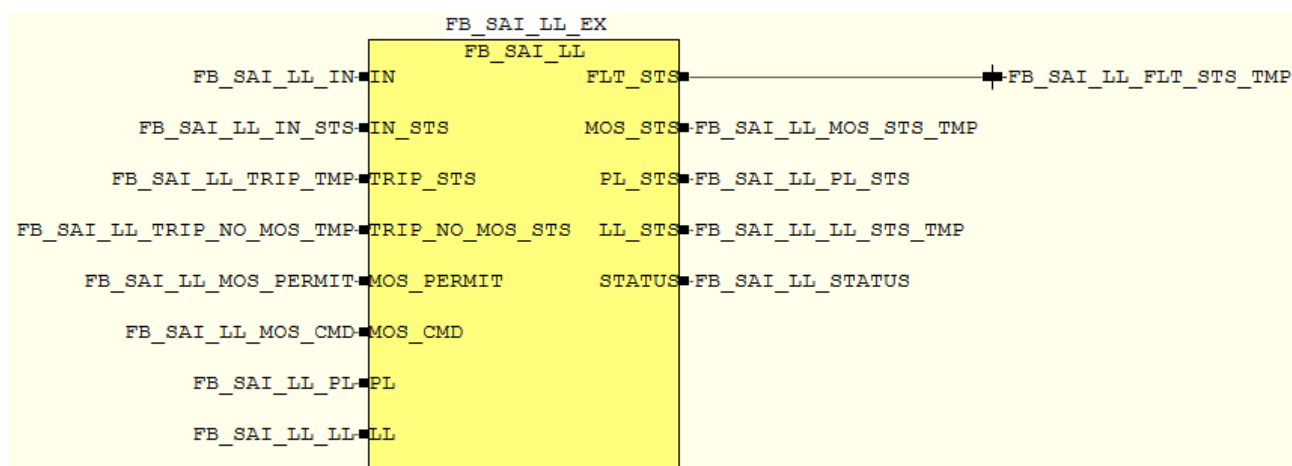 FB_SAI_LL_EX
FB_SAI_LL
FB_SAI_LL_IN IN FLT_STS FB_SAI_LL_FLT_STS_TMP
FB_SAI_LL_IN_STS IN_STS MOS_STS FB_SAI_LL_MOS_STS_TMP
FB_SAI_LL_TRIP_TMP TRIP_STS PL_STS FB_SAI_LL_PL_STS
FB_SAI_LL_TRIP_NO_MOS_TMP TRIP_NO_MOS_STS LL_STS FB_SAI_LL_LL_STS_TMP
FB_SAI_LL_MOS_PERMIT MOS_PERMIT STATUS FB_SAI_LL_STATUS
FB_SAI_LL_MOS_CMD MOS_CMD
FB_SAI_LL_PL PL
FB_SAI_LL_LL LL